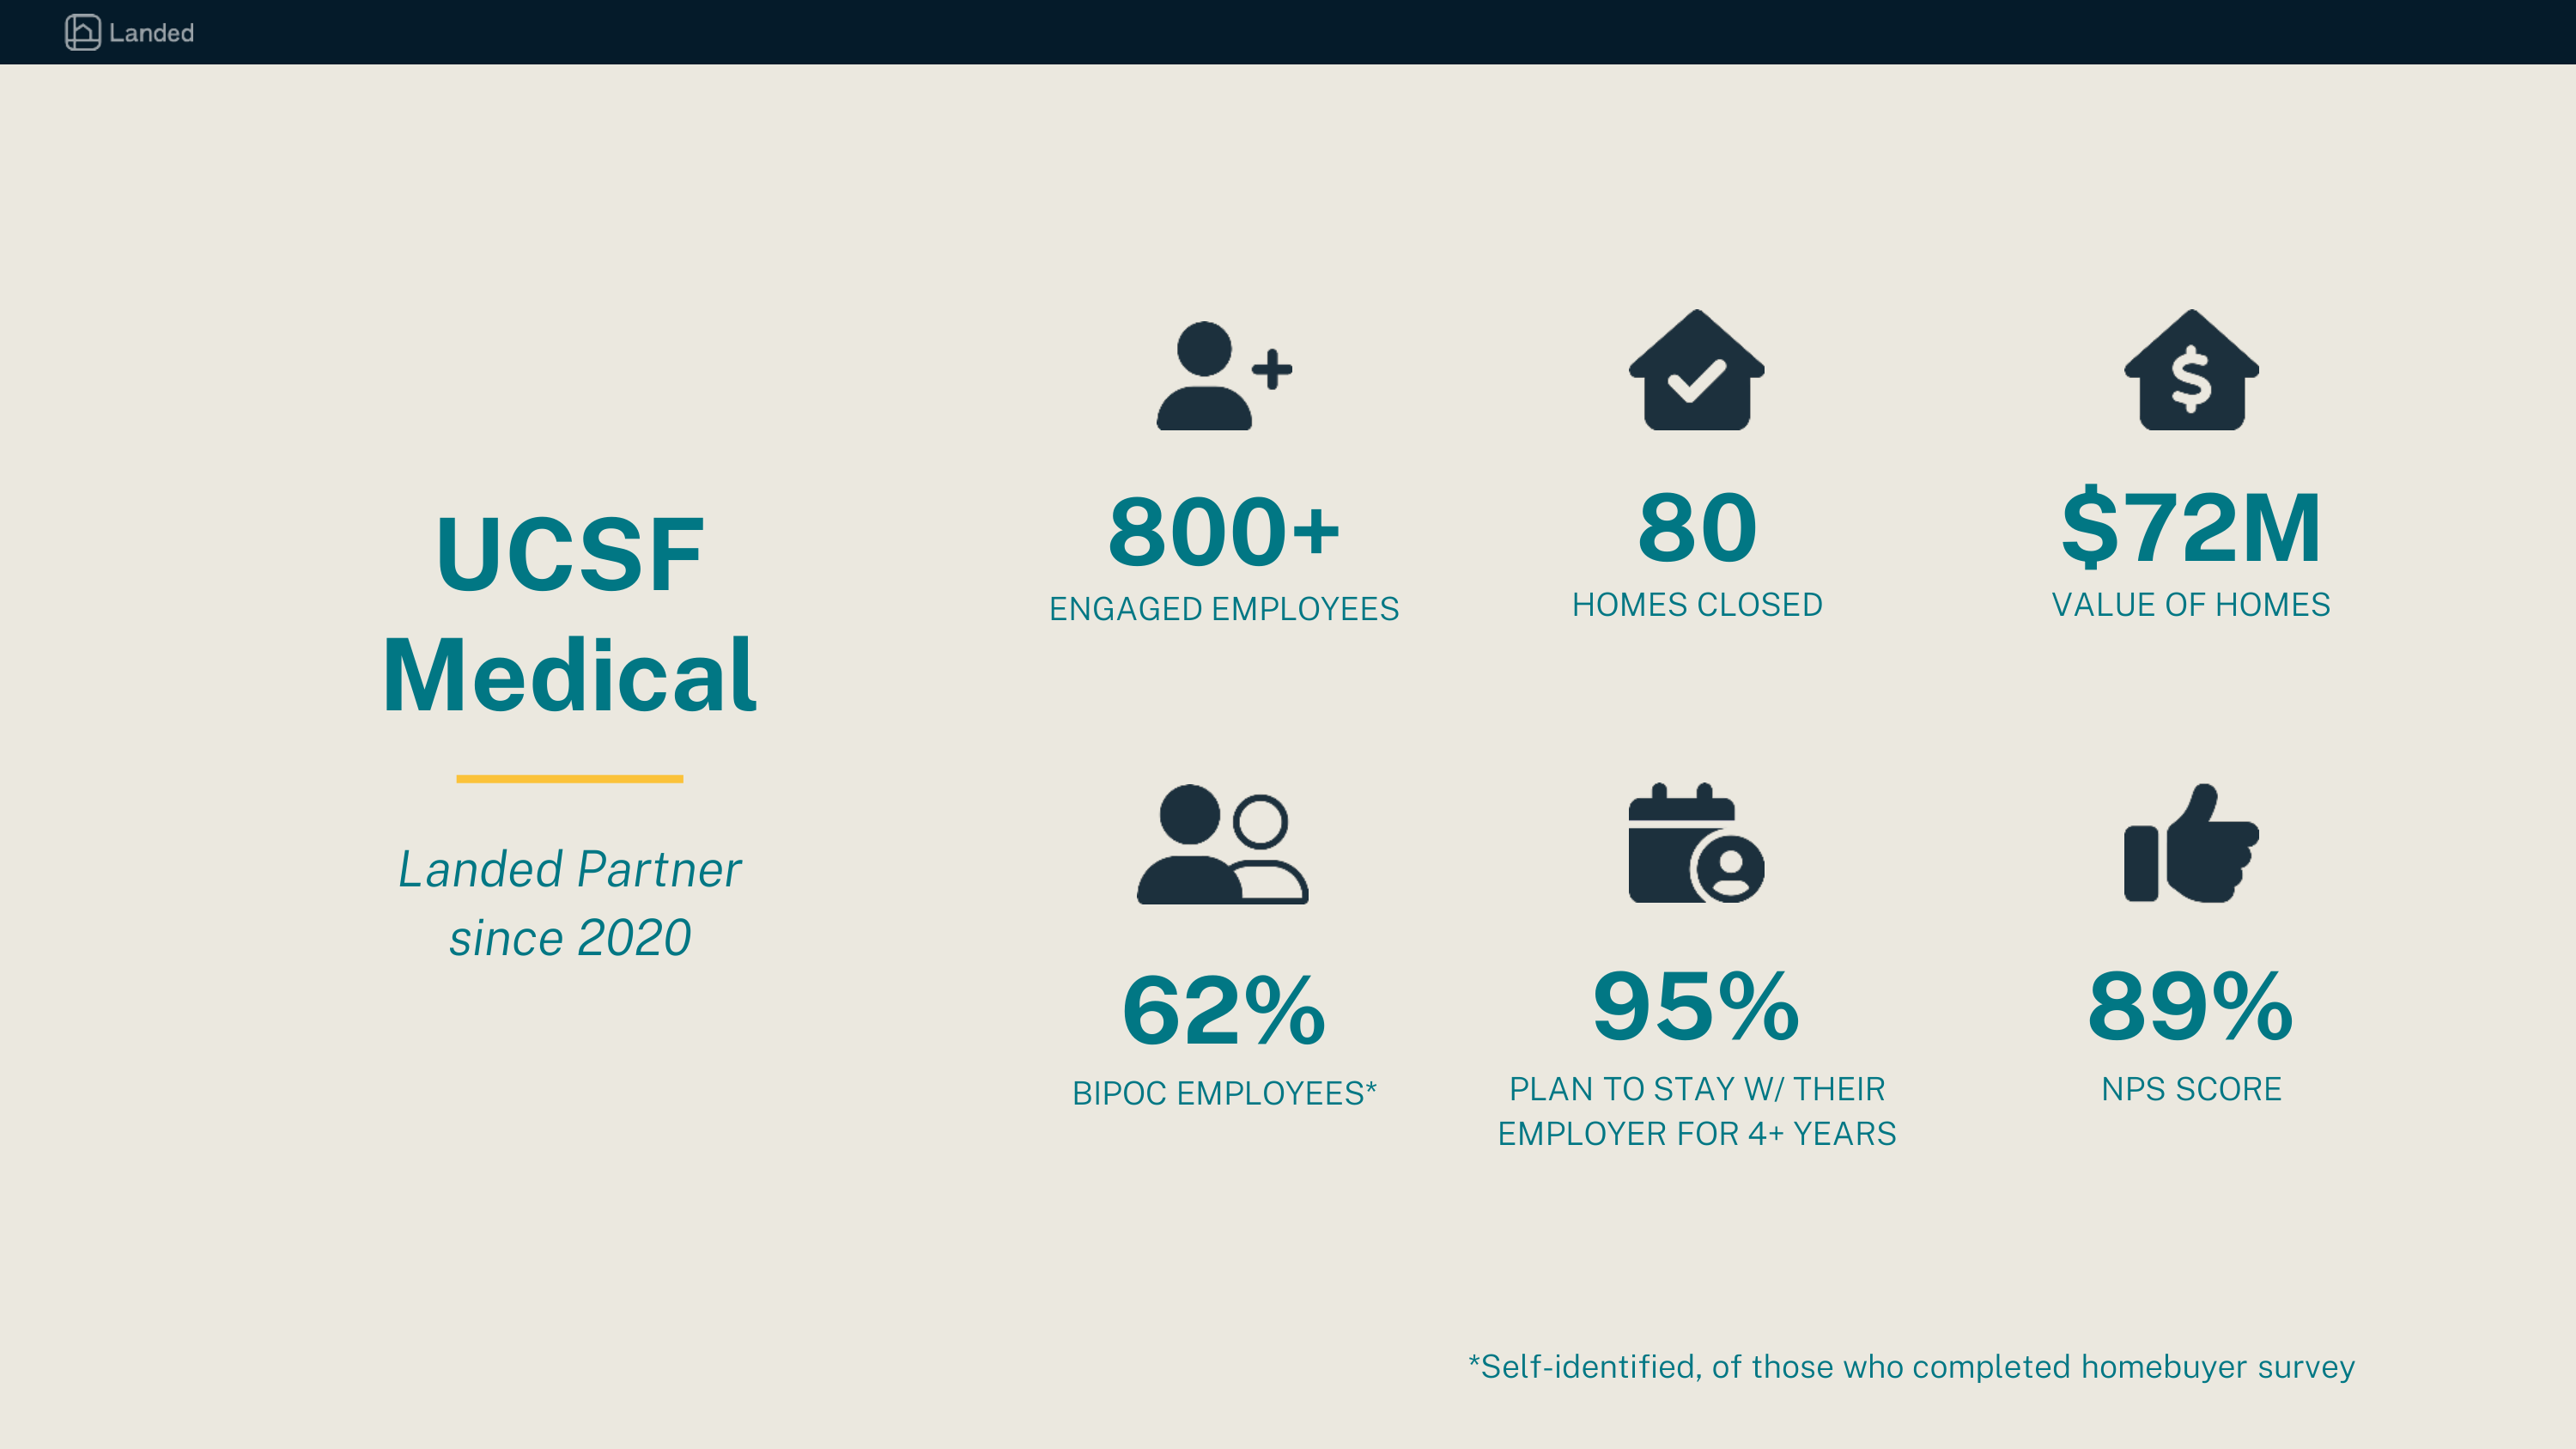 Landed
UCSF
Medical
Landed Partner
since 2020
800+
ENGAGED EMPLOYEES
80
HOMES CLOSED
$72M
VALUE OF HOMES
62%
BIPOC EMPLOYEES*
95%
PLAN TO STAY W/ THEIR
EMPLOYER FOR 4+ YEARS
89%
NPS SCORE
*Self-identified, of those who completed homebuyer survey